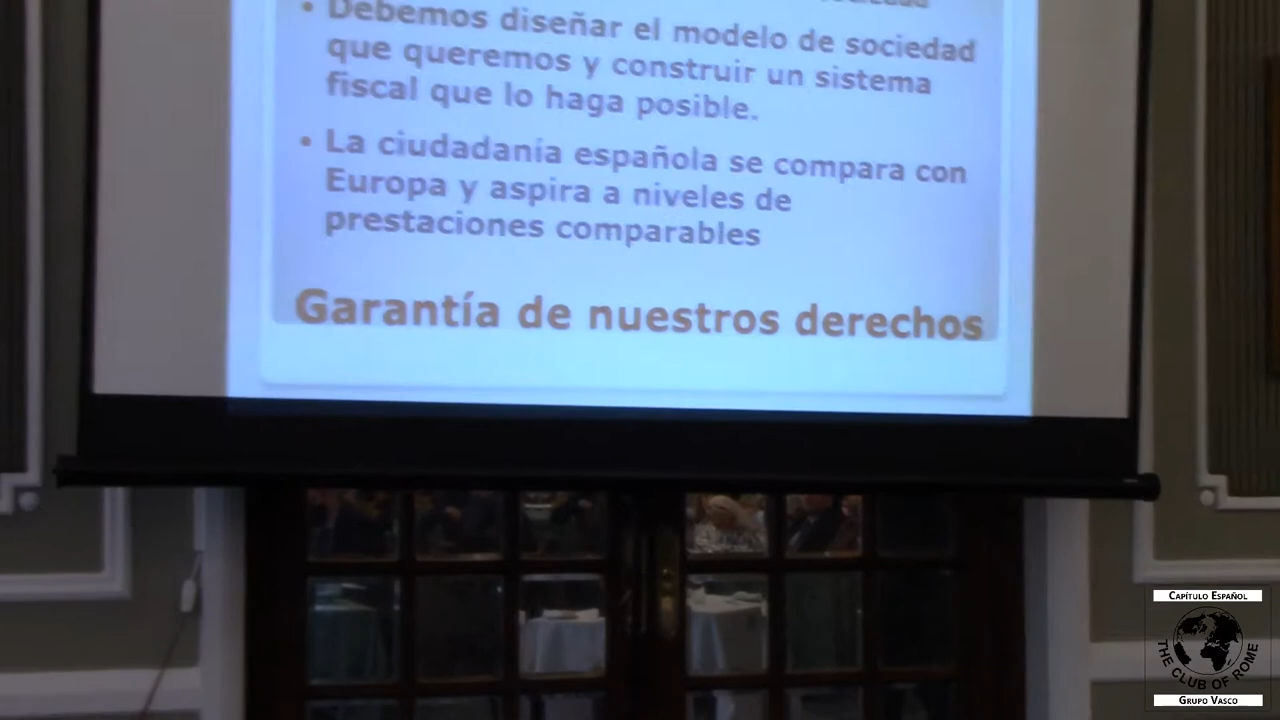 • Debemos diseñar el modelo de sociedad
que queremos y construir un sistema
fiscal que lo haga posible.
• La ciudadanía española se compara con
Europa y aspira a niveles de
prestaciones comparables
Garantía de nuestros derechos
Capítulo Español
THE CLUB OF ROME
Grupo Vasco